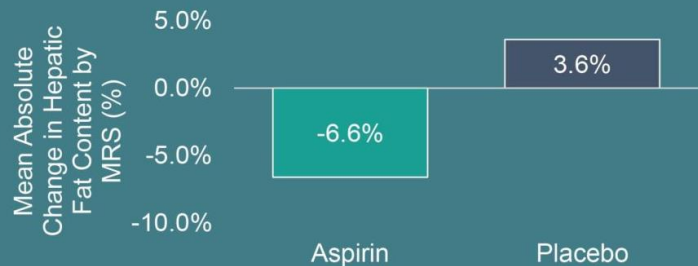 Mean Absolute
Change in Hepatic
Fat Content by
MRS (%)
5.0%
0.0%
-5.0%
-10.0%
-6.6%
3.6%
Aspirin
Placebo